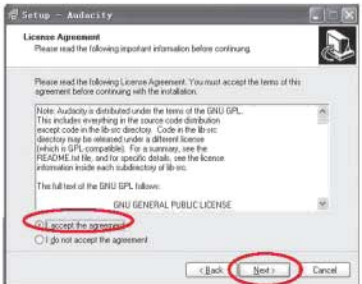 Setup - Audacity
License Agreement
Please read the following important information before continuing.
Please read the following License Agreement. You must accept the terms of this
agreement before continuing with the installation.
Note: Audacity is distributed under the terms of the GNU GPL.
This includes everything in the source code distribution
except code in the lib-src directory. Code in the lib-src
directory may be released under a different license
(which is GPL-compatible). For a summary, see the
README.txt file, and for specific details, see the license
information inside each subdirectory of lib-src.
The full text of the GNU GPL follows:
GNU GENERAL PUBLIC LICENSE
I accept the agreement
I do not accept the agreement
< Back
Next >
Cancel